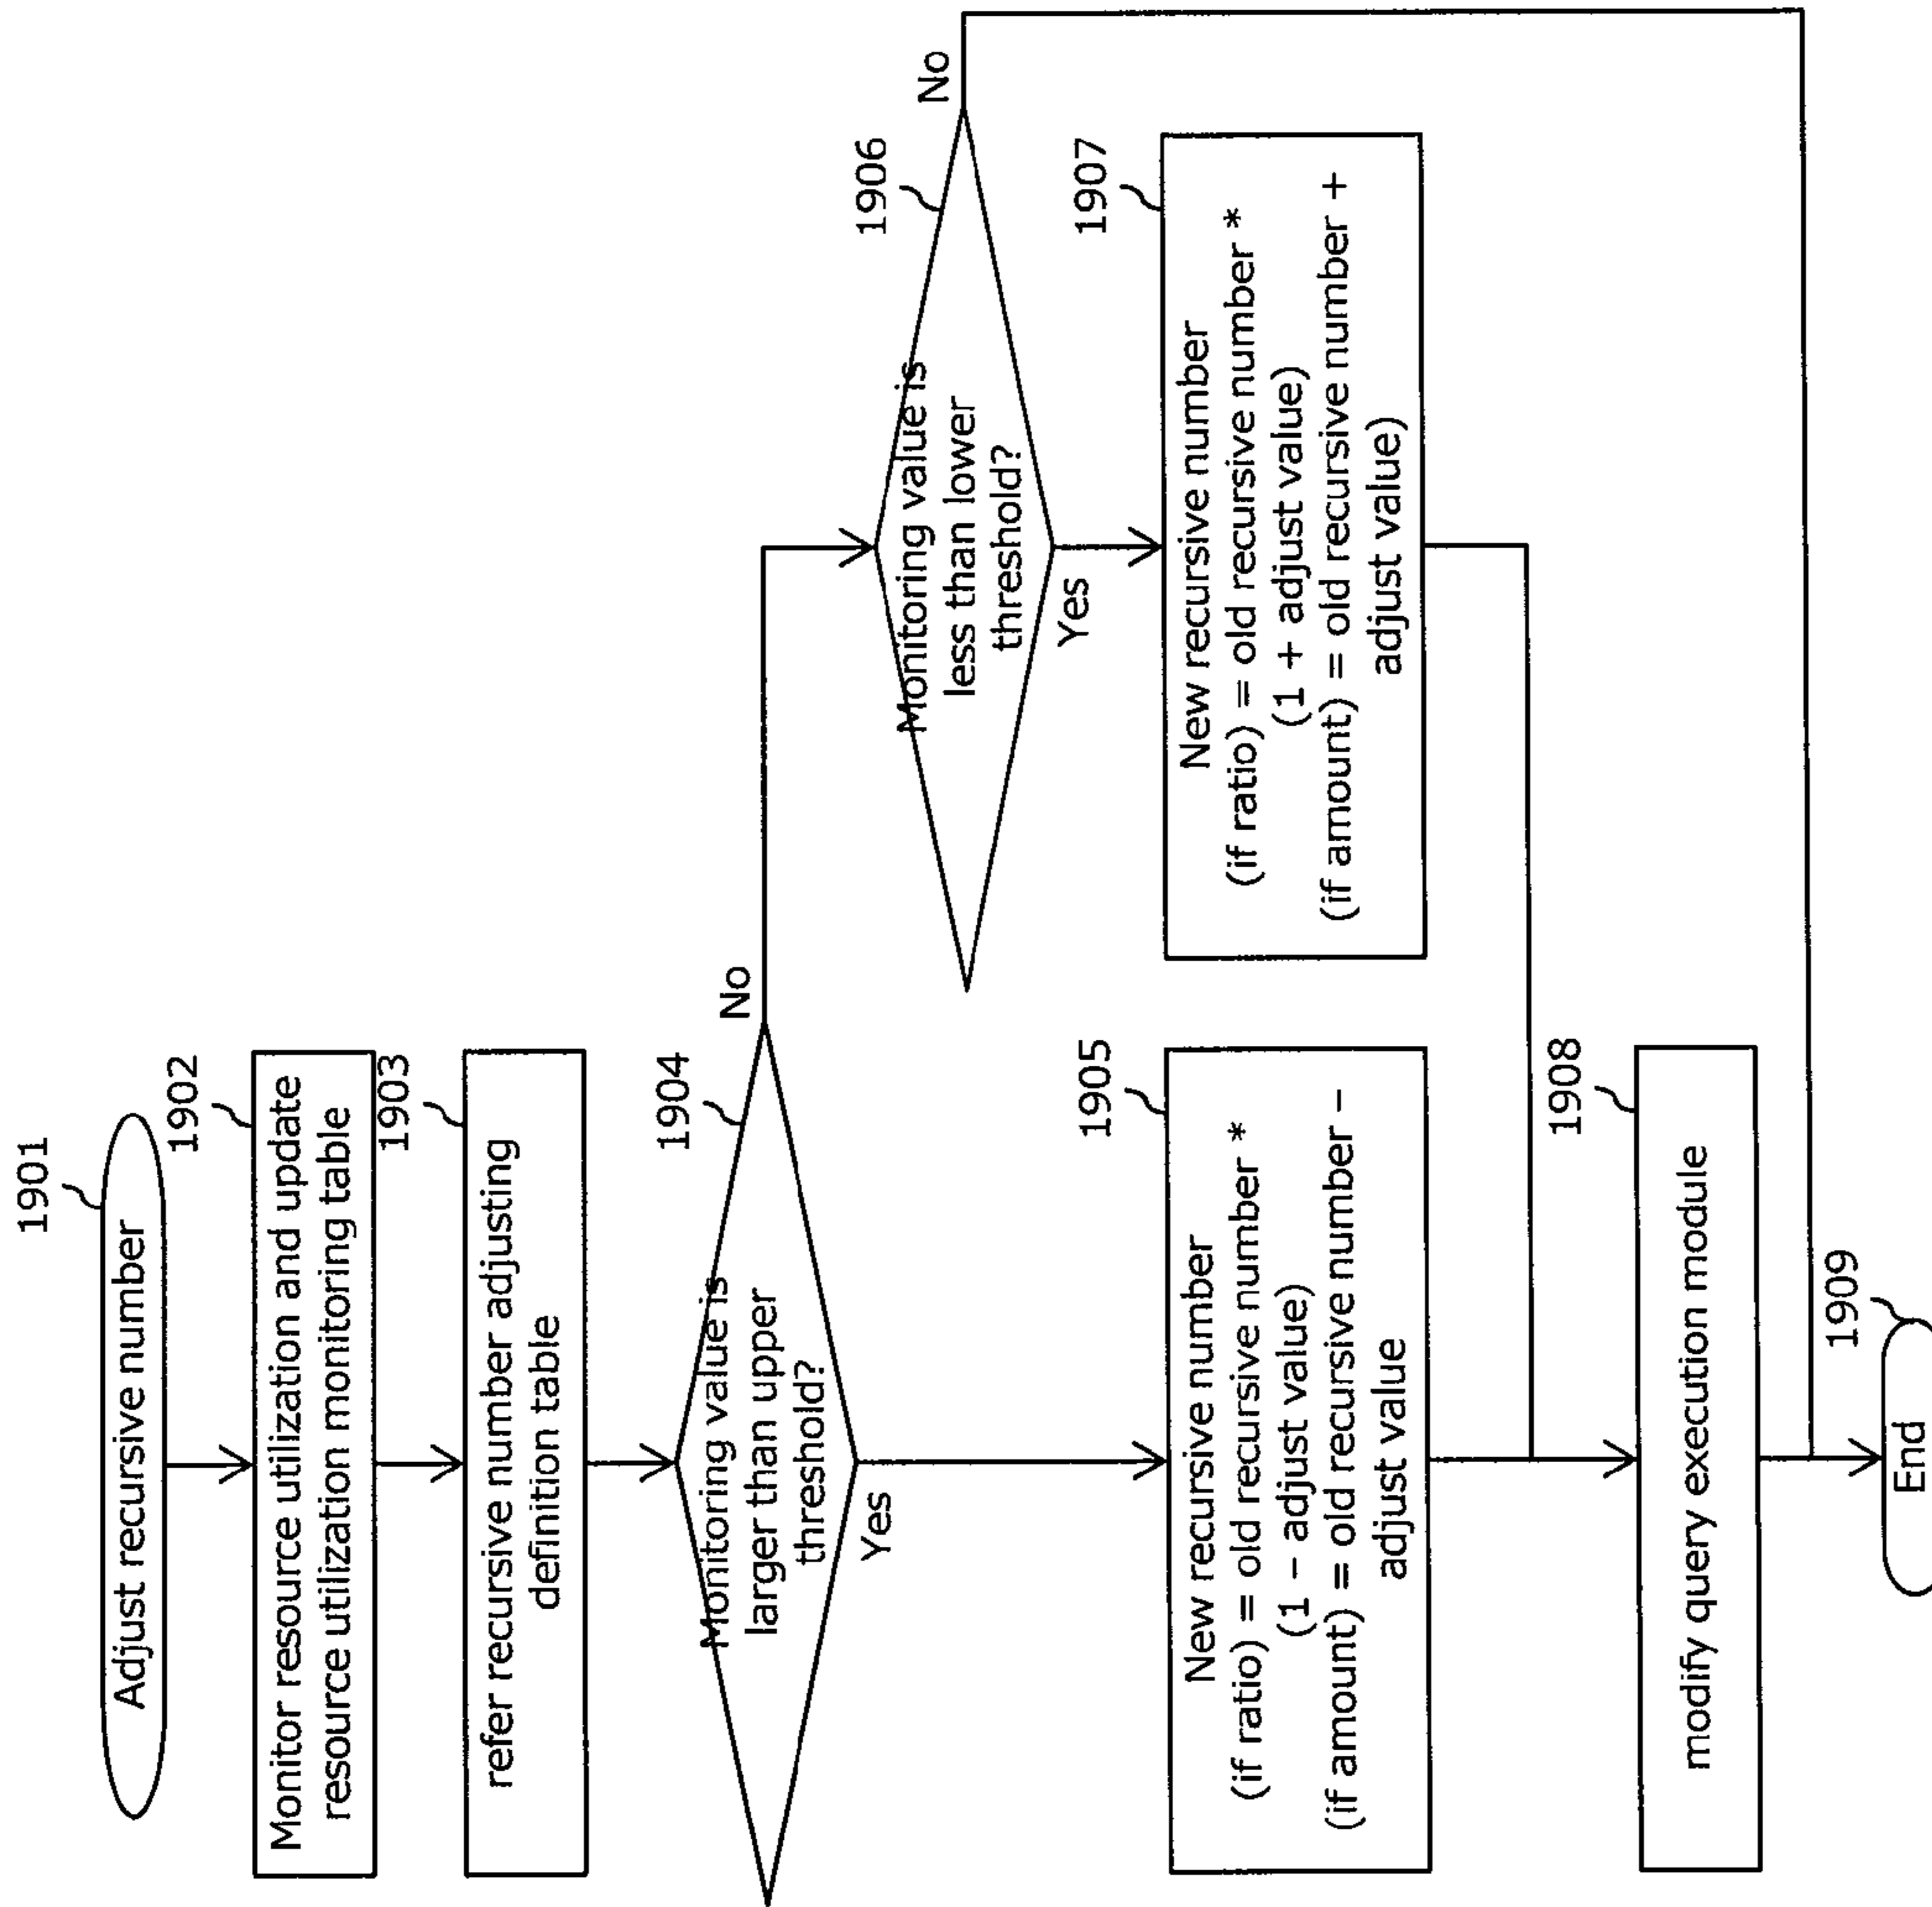 1901
Adjust recursive number
1902
Monitor resource utilization and update
resource utilization monitoring table
1903
refer recursive number adjusting
definition table
1904
Monitoring value is
larger than upper
threshold?
No
Yes
1906
Monitoring value is
less than lower
threshold?
No
Yes
1905
New recursive number
(if ratio) = old recursive number *
(1 − adjust value)
(if amount) = old recursive number −
adjust value
1907
New recursive number
(if ratio) = old recursive number *
(1 + adjust value)
(if amount) = old recursive number +
adjust value)
1908
modify query execution module
1909
End